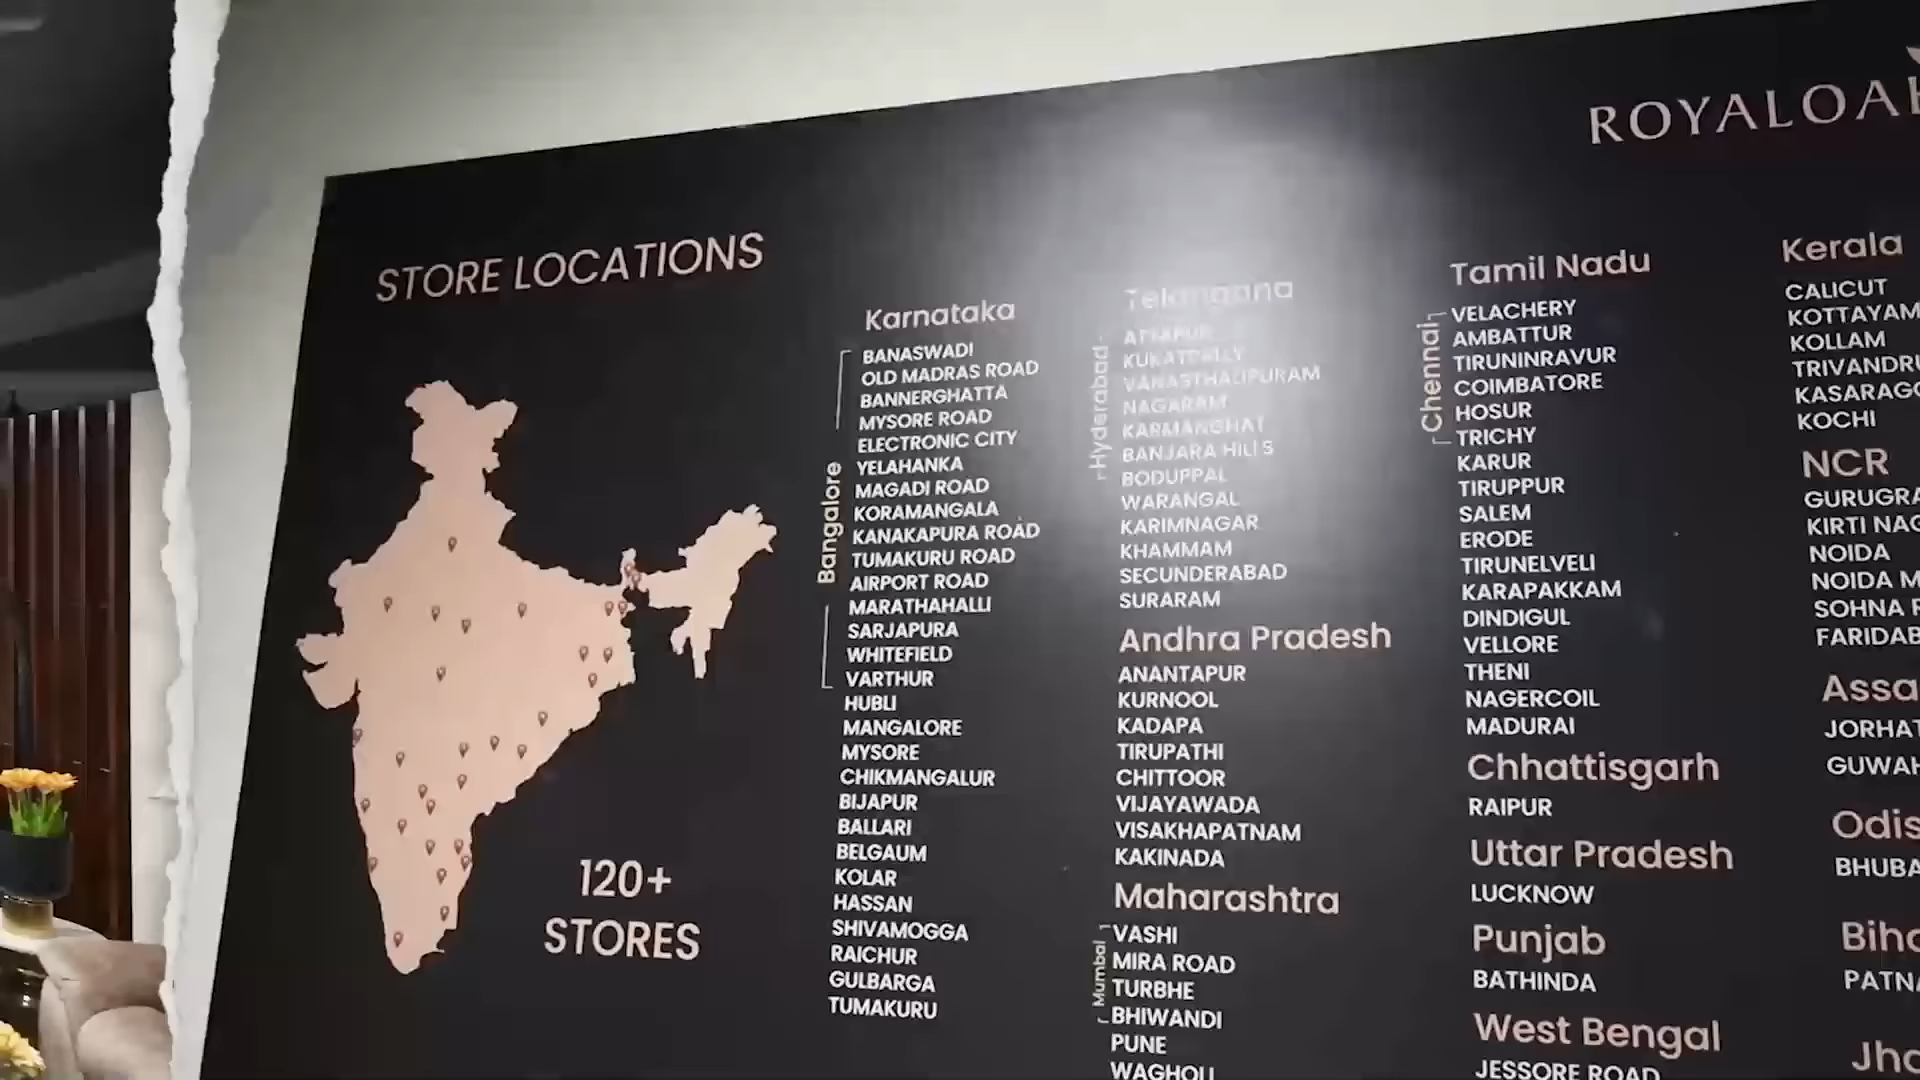 STORE LOCATIONS
120+
STORES
Karnataka
Bangalore
BANASWADI
OLD MADRAS ROAD
BANNERGHATTA
MYSORE ROAD
ELECTRONIC CITY
YELAHANKA
MAGADI ROAD
KORAMANGALA
KANAKAPURA ROAD
TUMAKURU ROAD
AIRPORT ROAD
MARATHAHALLI
SARJAPURA
WHITEFIELD
VARTHUR
HUBLI
MANGALORE
MYSORE
CHIKMANGALUR
BIJAPUR
BALLARI
BELGAUM
KOLAR
HASSAN
SHIVAMOGGA
RAICHUR
GULBARGA
TUMAKURU
Telangana
Hyderabad
KUKATPALLY
VANASTHALIPURAM
NAGARAM
KARMANGHAT
BANJARA HILLS
BODUPPAL
WARANGAL
KARIMNAGAR
KHAMMAM
SECUNDERABAD
SURARAM
Andhra Pradesh
ANANTAPUR
KURNOOL
KADAPA
TIRUPATHI
CHITTOOR
VIJAYAWADA
VISAKHAPATNAM
KAKINADA
Maharashtra
Mumbai
VASHI
MIRA ROAD
TURBHE
BHIWANDI
PUNE
WAGHOLI
Tamil Nadu
Chennai
VELACHERY
AMBATTUR
TIRUNINRAVUR
COIMBATORE
HOSUR
TRICHY
KARUR
TIRUPPUR
SALEM
ERODE
TIRUNELVELI
KARAPAKKAM
DINDIGUL
VELLORE
THENI
NAGERCOIL
MADURAI
Chhattisgarh
RAIPUR
Uttar Pradesh
LUCKNOW
Punjab
BATHINDA
West Bengal
JESSORE ROAD
ROYALOAK
Kerala
CALICUT
KOTTAYAM
KOLLAM
KOCHI
NCR
NOIDA